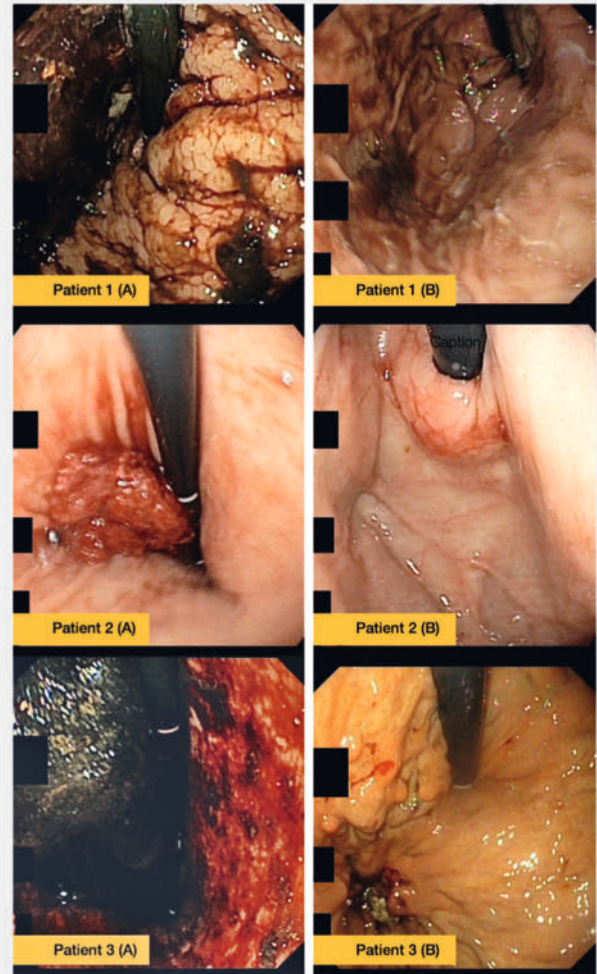 Patient 1 (A)
Patient 1 (B)
Caption
Patient 2 (A)
Patient 2 (B)
Patient 3 (A)
Patient 3 (B)